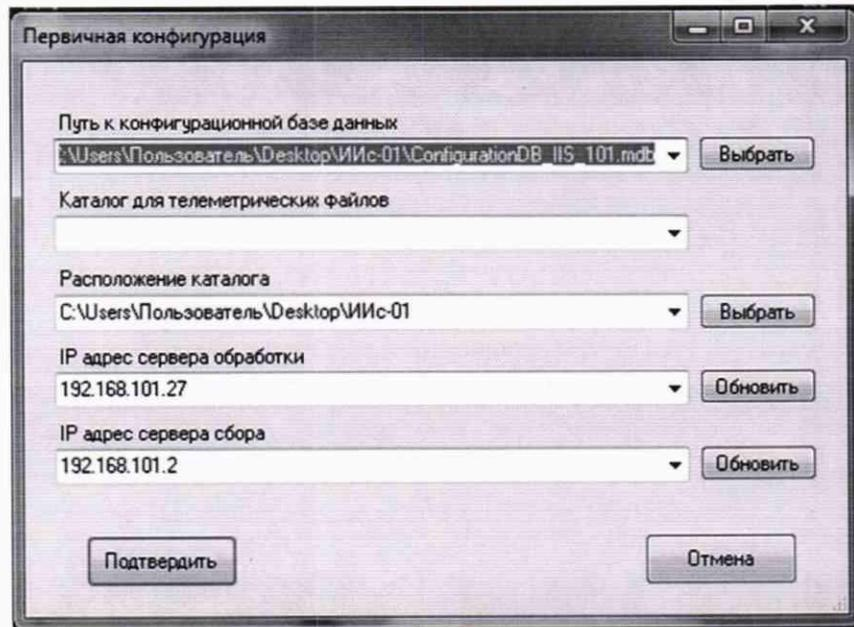 Первичная конфигурация
Путь к конфигурационной базе данных
:\Users\Пользователь\Desktop\ИИс-01\ConfigurationDB_IIS_101.mdb
Выбрать
Каталог для телеметрических файлов
Расположение каталога
C:\Users\Пользователь\Desktop\ИИс-01
Выбрать
IP адрес сервера обработки
192.168.101.27
Обновить
IP адрес сервера сбора
192.168.101.2
Обновить
Подтвердить
Отмена